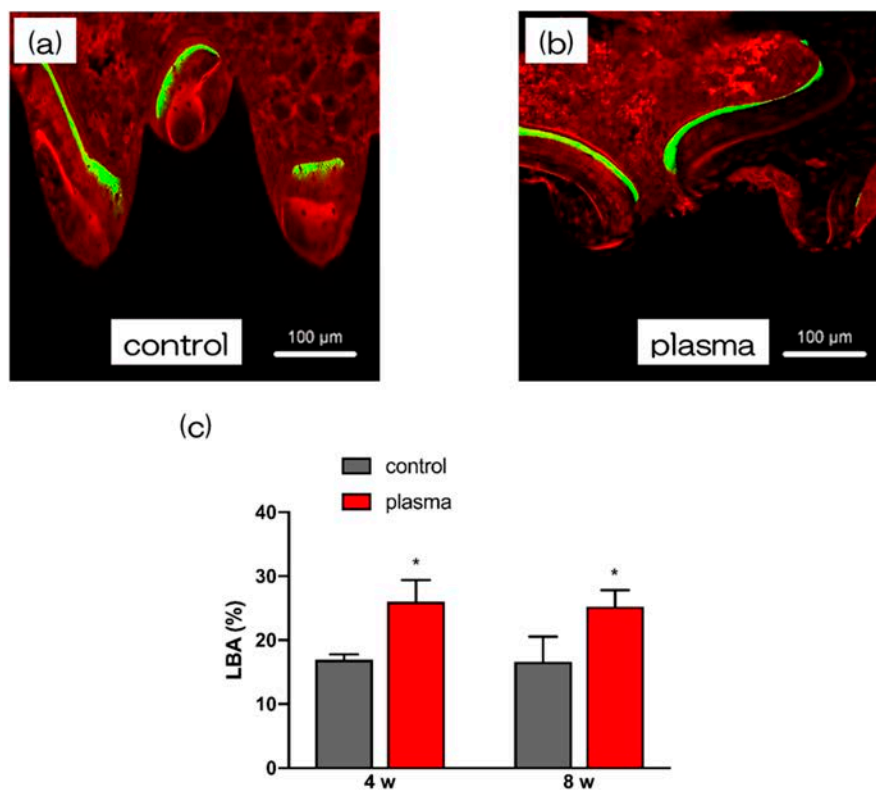 (a)
control
100 µm
(b)
plasma
100 µm
(c)
control
plasma
40
30
20
10
0
LBA (%)
*
*
4 w
8 w